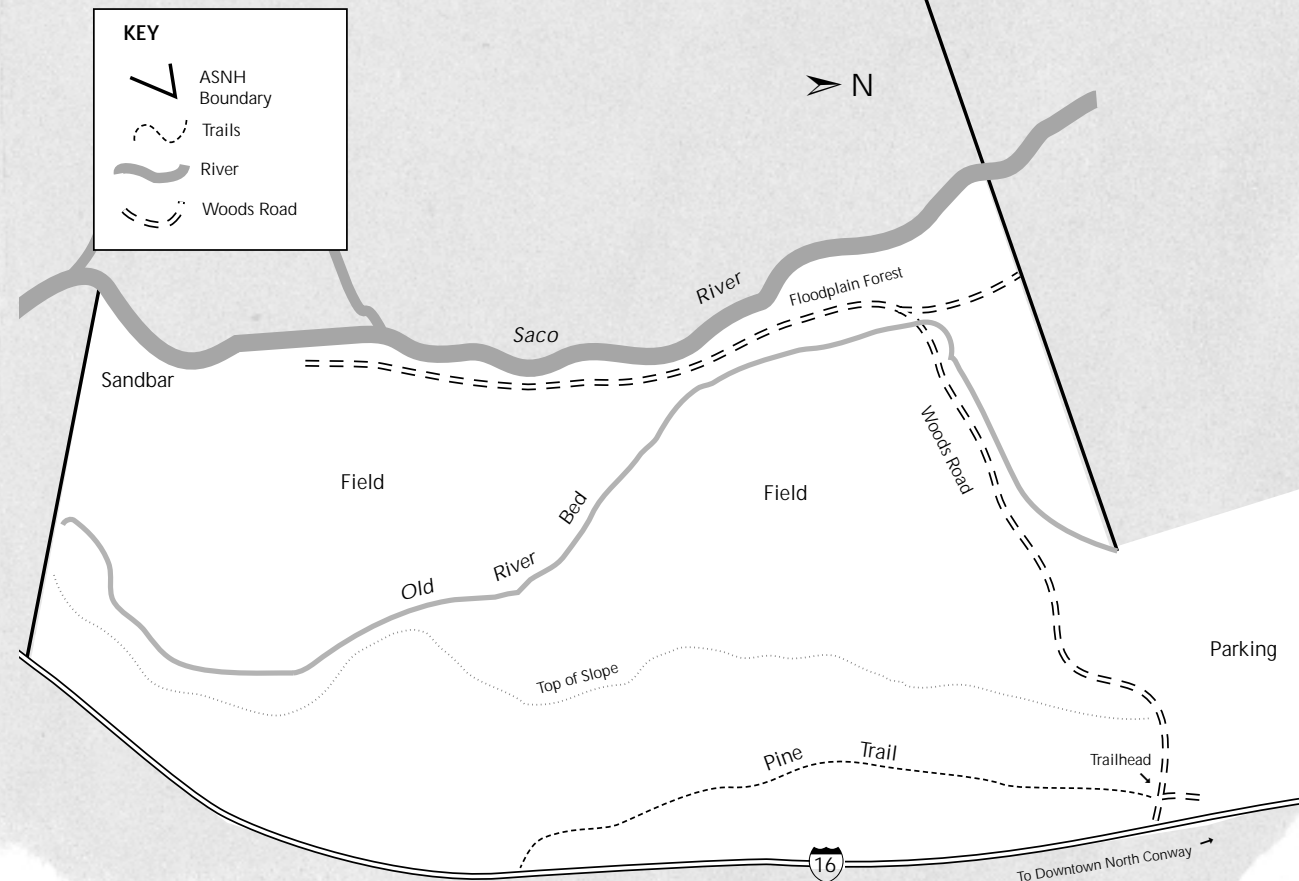 KEY
ASNH
Boundary
Trails
River
Woods Road
N
Saco
River
Floodplain Forest
Sandbar
Field
Field
Woods Road
Old
River
Bed
Parking
Top of Slope
Pine
Trail
Trailhead
16
To Downtown North Conway